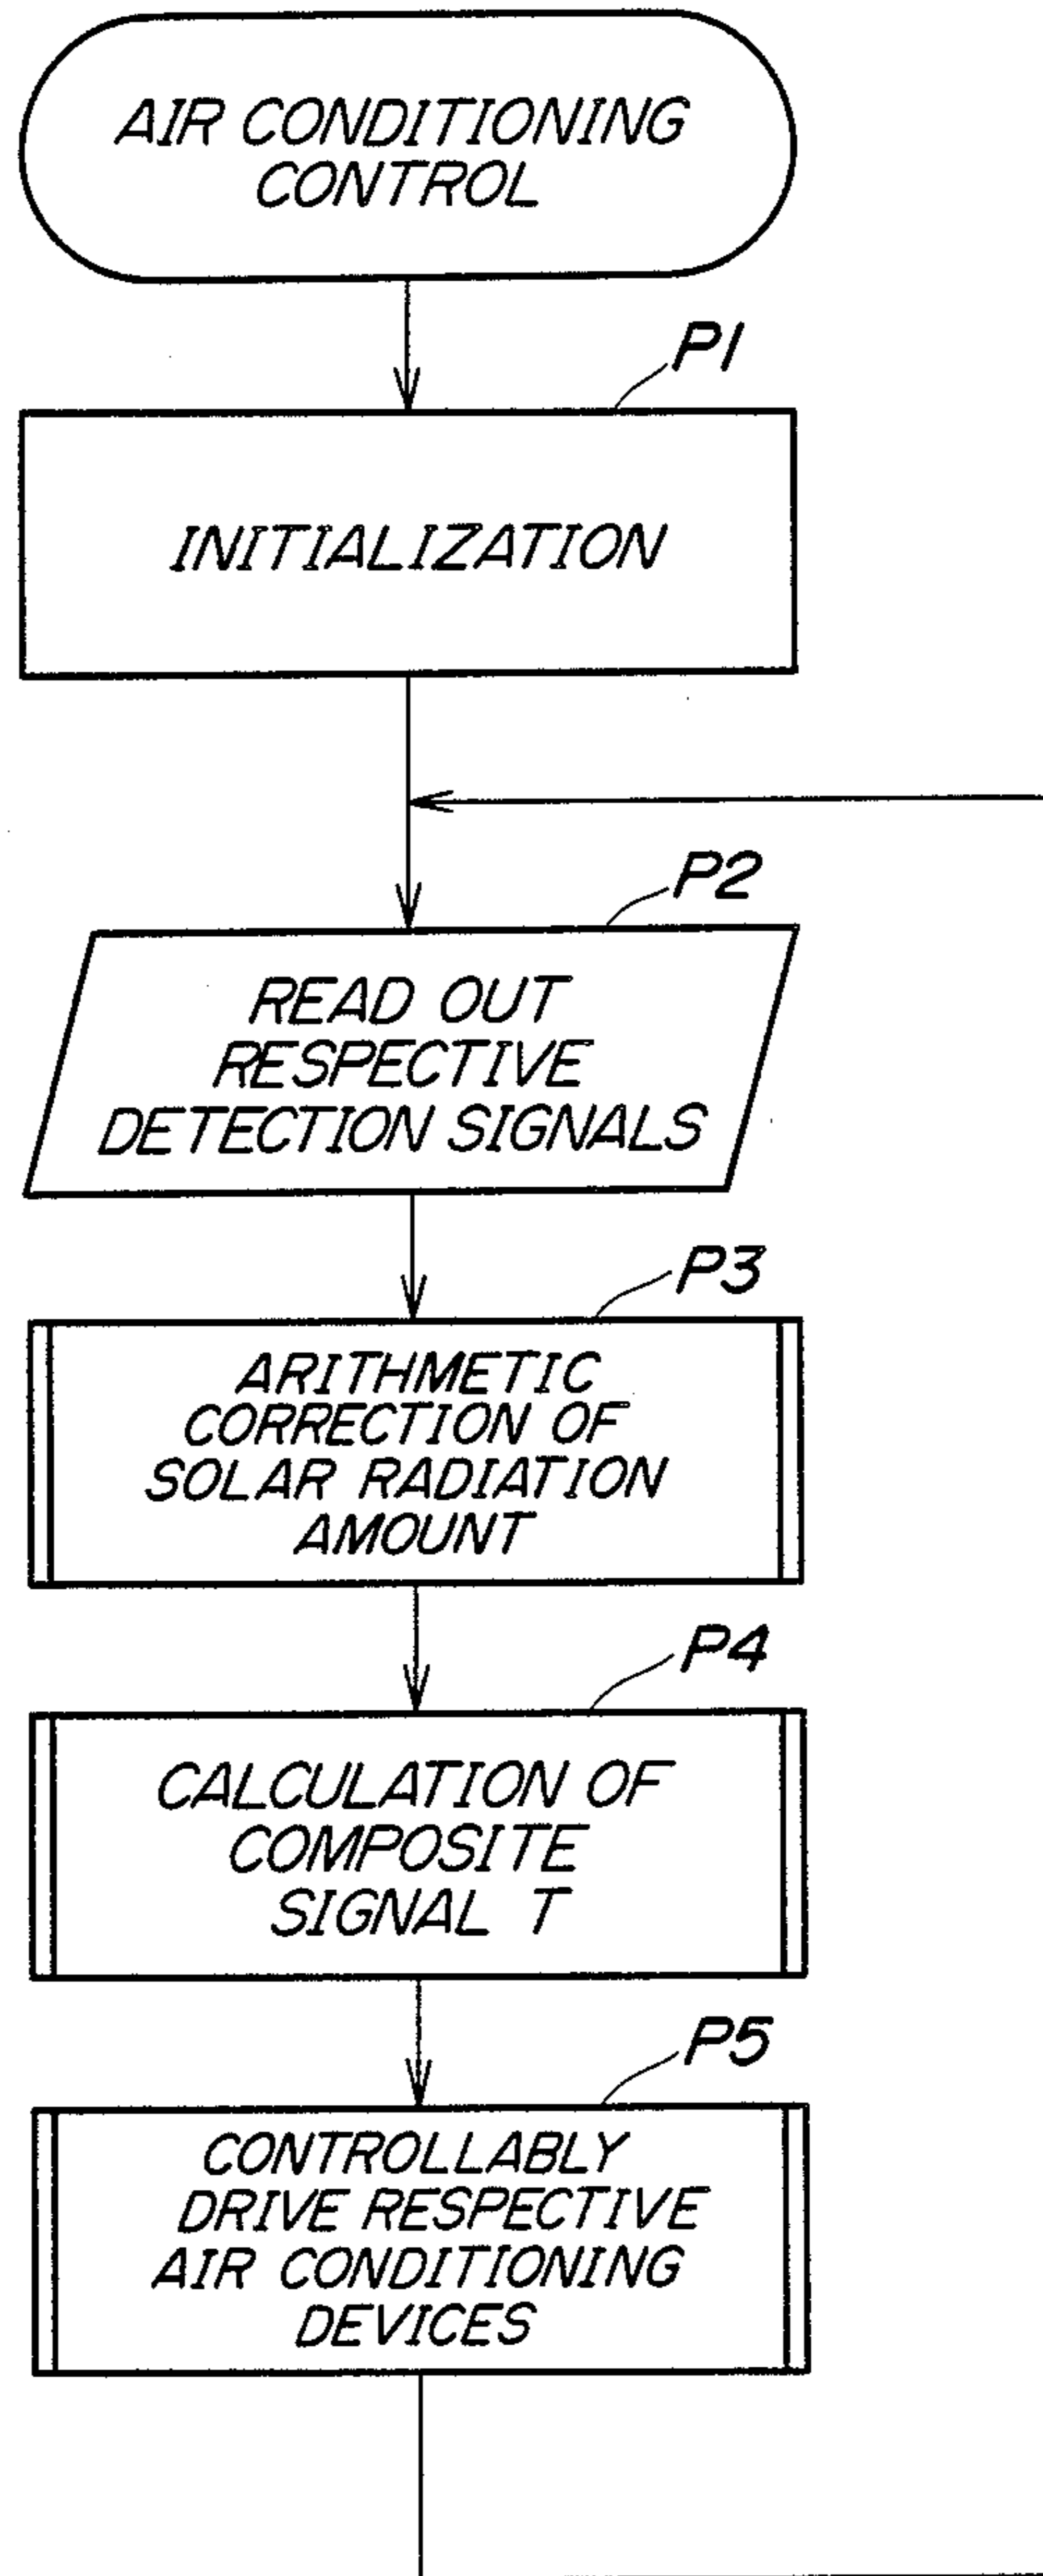 AIR CONDITIONING
CONTROL
P1
INITIALIZATION
P2
READ OUT
RESPECTIVE
DETECTION SIGNALS
P3
ARITHMETIC
CORRECTION OF
SOLAR RADIATION
AMOUNT
P4
CALCULATION OF
COMPOSITE
SIGNAL T
P5
CONTROLLABLY
DRIVE RESPECTIVE
AIR CONDITIONING
DEVICES